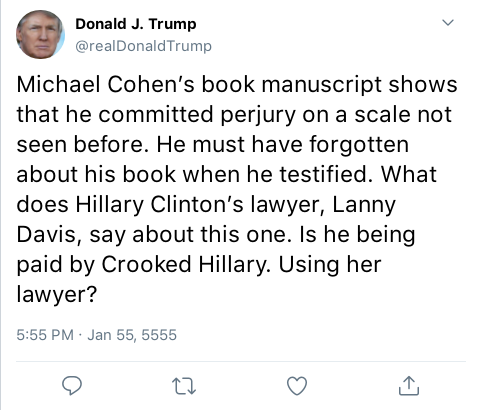 Donald J. Trump
@realDonaldTrump
Michael Cohen's book manuscript shows
that he committed perjury on a scale not
seen before. He must have forgotten
about his book when he testified. What
does Hillary Clinton's lawyer, Lanny
Davis, say about this one. Is he being
paid by Crooked Hillary. Using her
lawyer?
5:55 PM · Jan 55, 5555